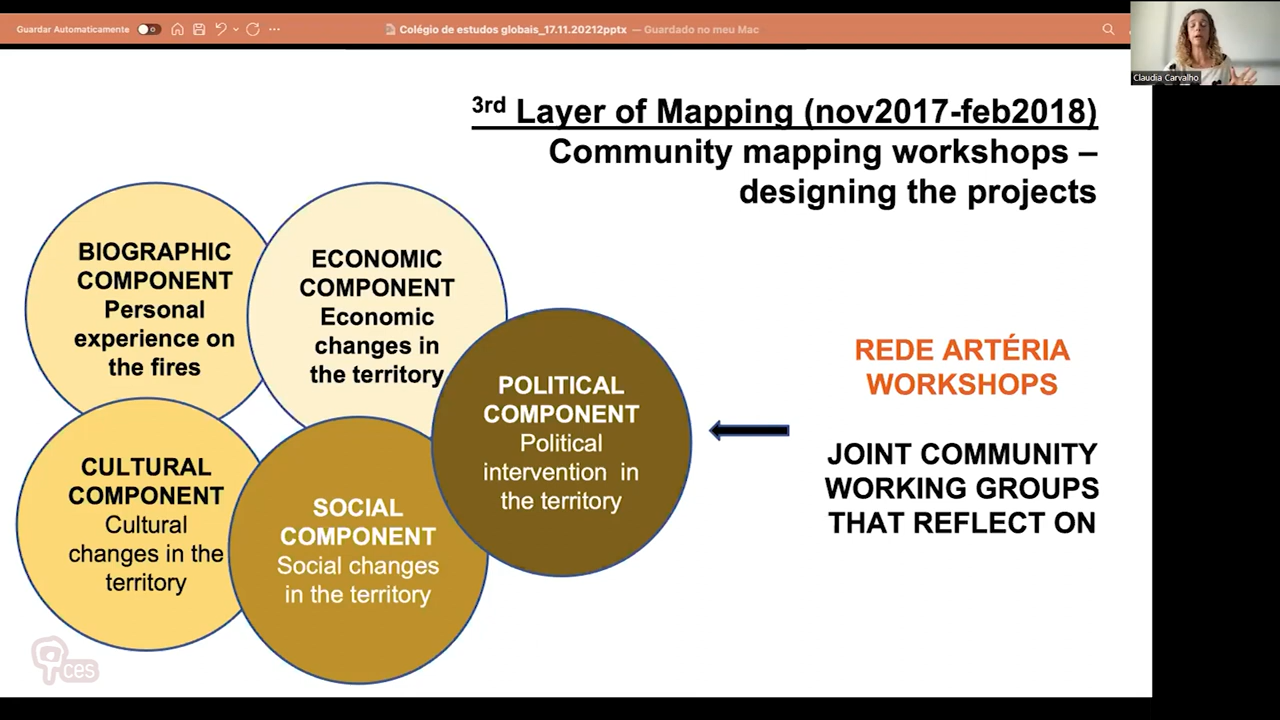 Guardar Automaticamente
Colégio de estudos globais_17.11.20212pptx — Guardado no meu Mac
Claudia Carvalho
3rd Layer of Mapping (nov2017-feb2018)
Community mapping workshops –
designing the projects
BIOGRAPHIC
COMPONENT
Personal
experience on
the fires
ECONOMIC
COMPONENT
Economic
changes in
the territory
POLITICAL
COMPONENT
Political
intervention in
the territory
CULTURAL
COMPONENT
Cultural
changes in the
territory
SOCIAL
COMPONENT
Social changes
in the territory
REDE ARTÉRIA
WORKSHOPS
JOINT COMMUNITY
WORKING GROUPS
THAT REFLECT ON
ces